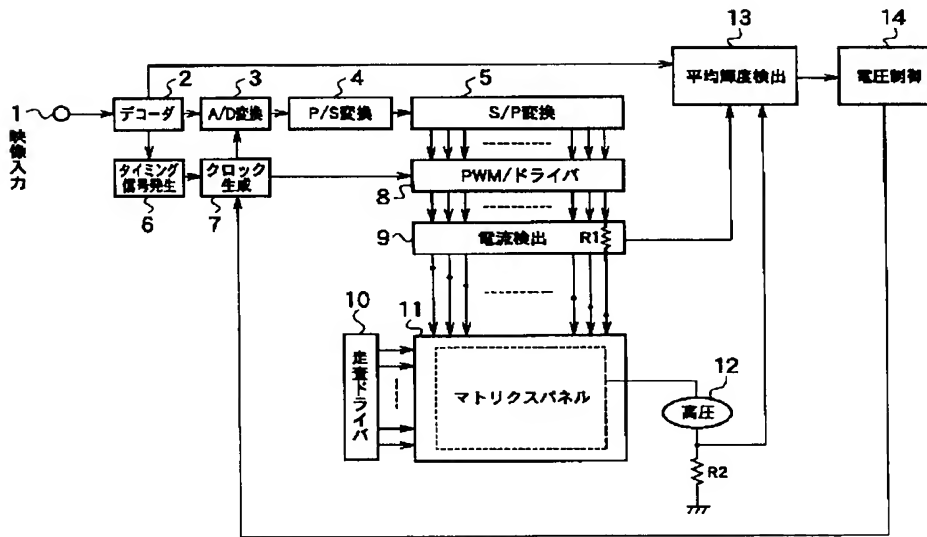 13
14
2
3
4
5
平均輝度検出
電圧制御
1
デコーダ
A/D変換
P/S変換
S/P変換
映像入力
タイミング
信号発生
クロック
生成
PWM/ドライバ
6
7
8
9
電流検出
R1
10
11
走査ドライバ
マトリクスパネル
12
高圧
R2